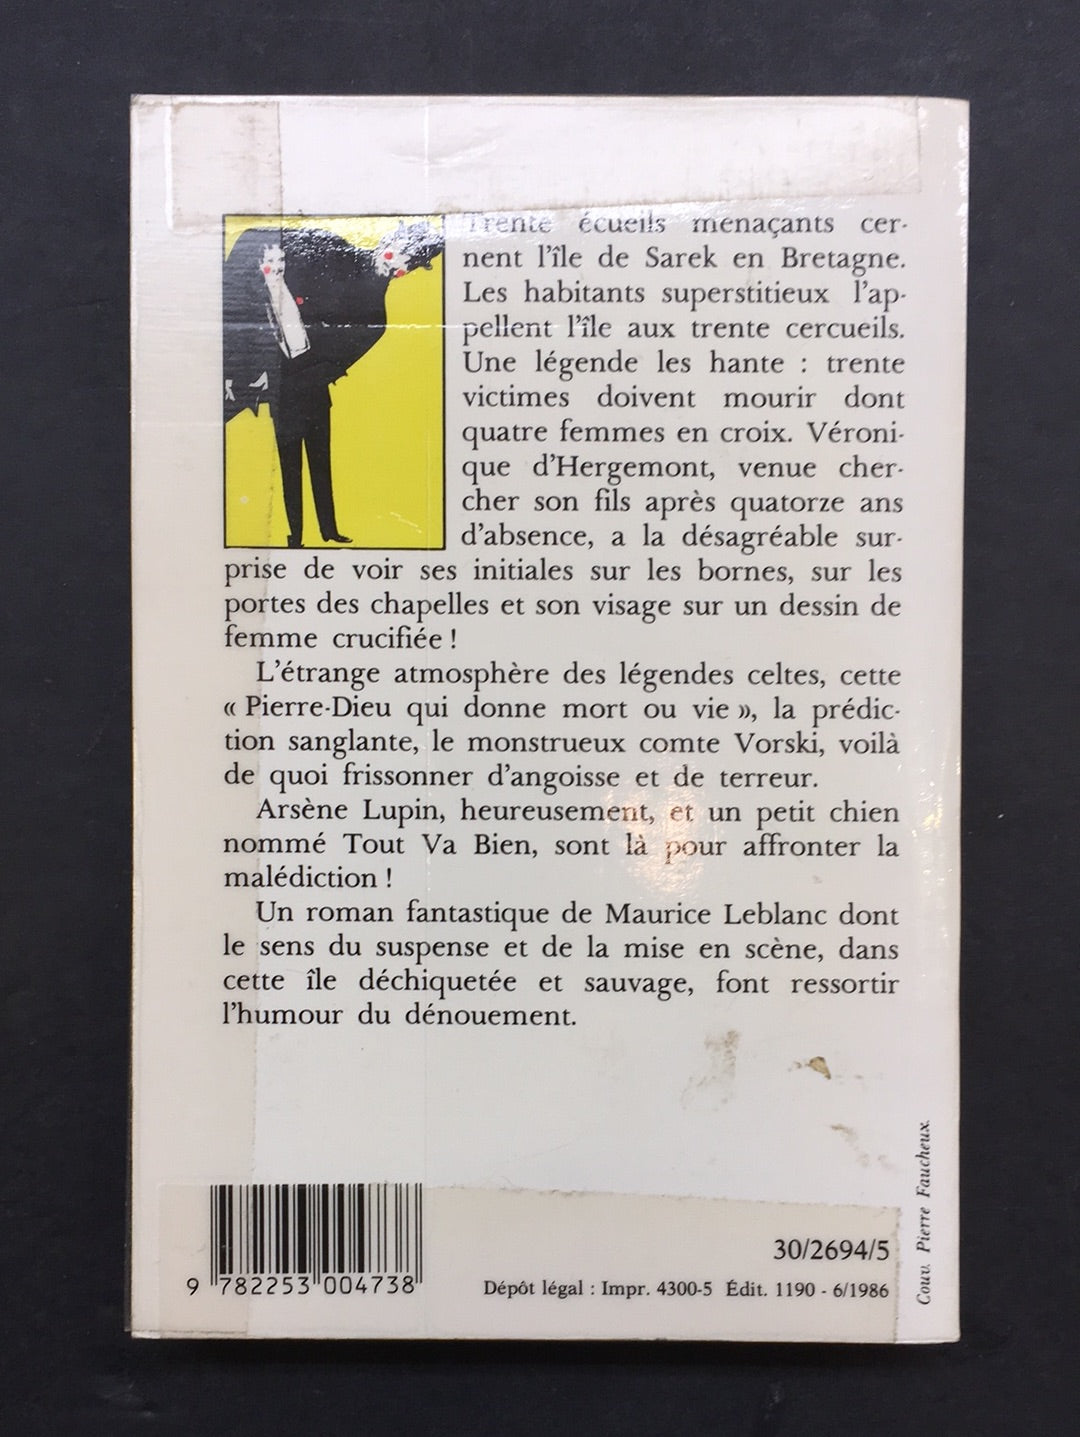 Trente écueils menaçants cer-
nent l'île de Sarek en Bretagne.
Les habitants superstitieux l'ap-
pellent l'île aux trente cercueils.
Une légende les hante : trente
victimes doivent mourir dont
quatre femmes en croix. Véroni-
que d'Hergemont, venue cher-
cher son fils après quatorze ans
d'absence, a la désagréable sur-
prise de voir ses initiales sur les bornes, sur les
portes des chapelles et son visage sur un dessin de
femme crucifiée !
L'étrange atmosphère des légendes celtes, cette
« Pierre-Dieu qui donne mort ou vie », la prédic-
tion sanglante, le monstrueux comte Vorski, voilà
de quoi frissonner d'angoisse et de terreur.
Arsène Lupin, heureusement, et un petit chien
nommé Tout Va Bien, sont là pour affronter la
malédiction !
Un roman fantastique de Maurice Leblanc dont
le sens du suspense et de la mise en scène, dans
cette île déchiquetée et sauvage, font ressortir
l'humour du dénouement.
Couv. Pierre Faucheux.
30/2694/5
9 782253 004738
Dépôt légal : Impr. 4300-5 Édit. 1190 - 6/1986